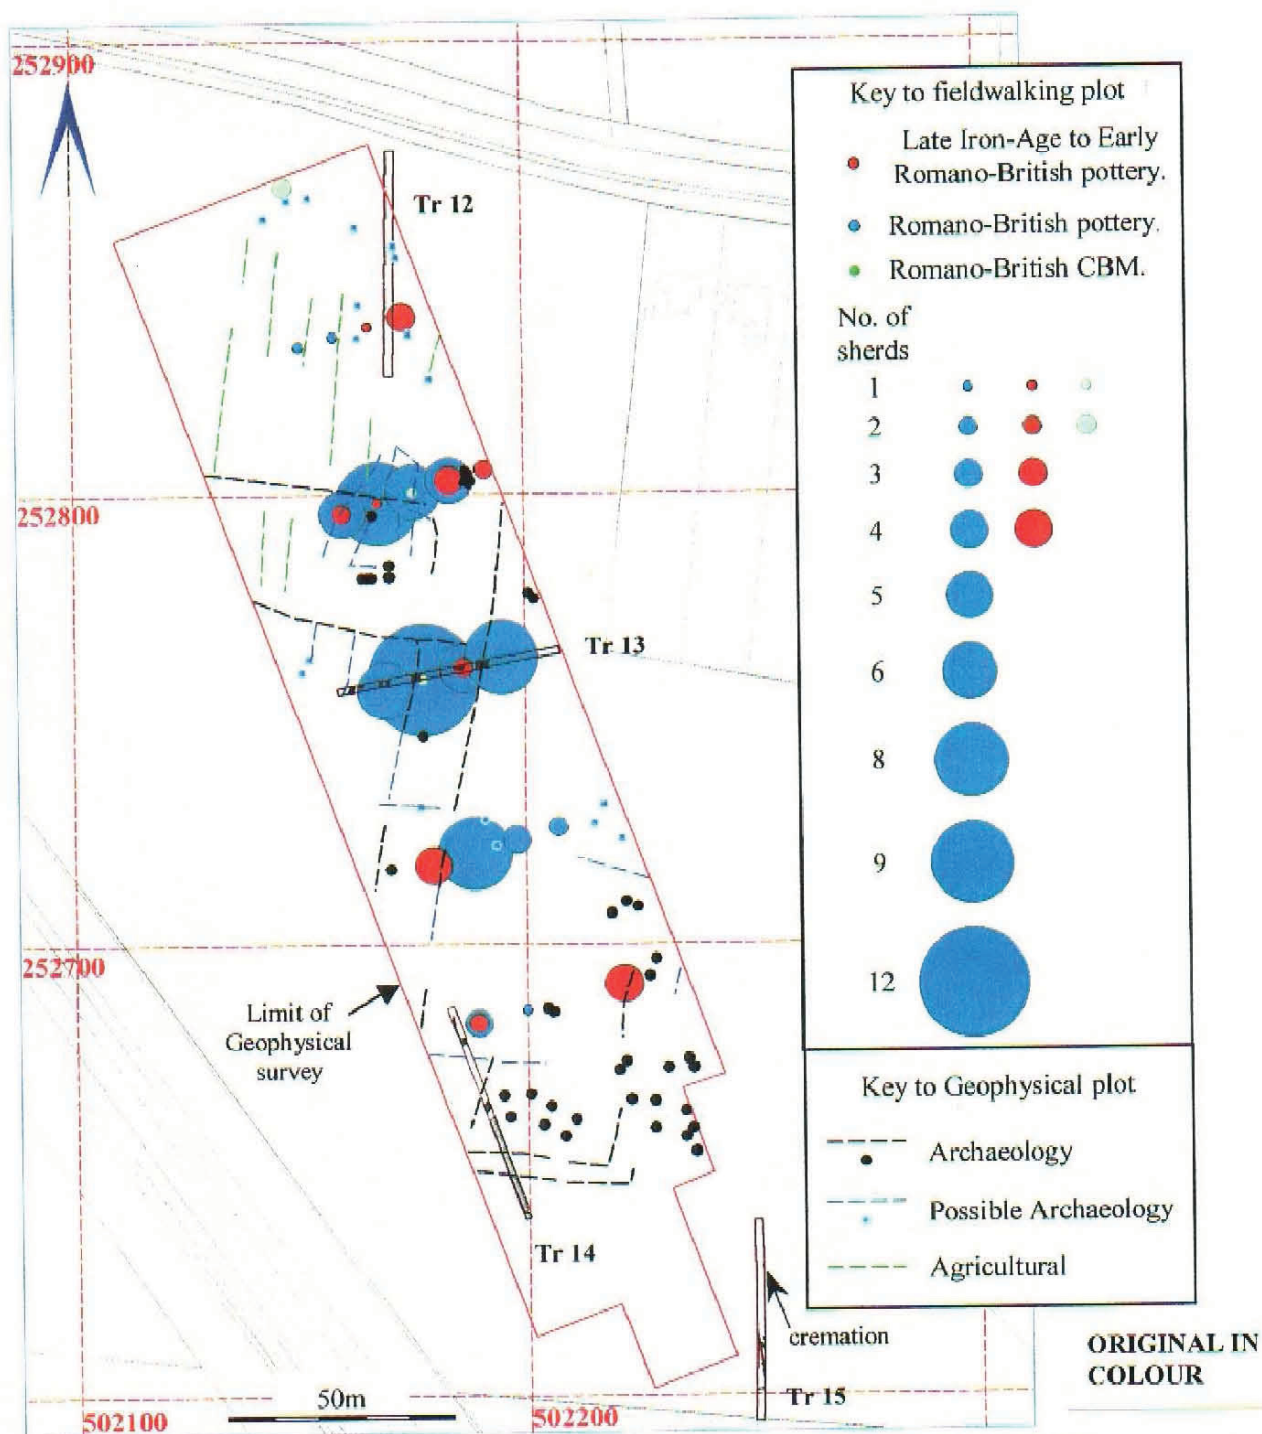 252900
Tr 12
252800
Tr 13
252700
Limit of
Geophysical
survey
Tr 14
cremation
Tr 15
50m
502100
502200
Key to fieldwalking plot
Late Iron-Age to Early
Romano-British pottery.
Romano-British pottery.
Romano-British CBM.
No. of
sherds
1
2
3
4
5
6
8
9
12
Key to Geophysical plot
Archaeology
Possible Archaeology
Agricultural
ORIGINAL IN
COLOUR